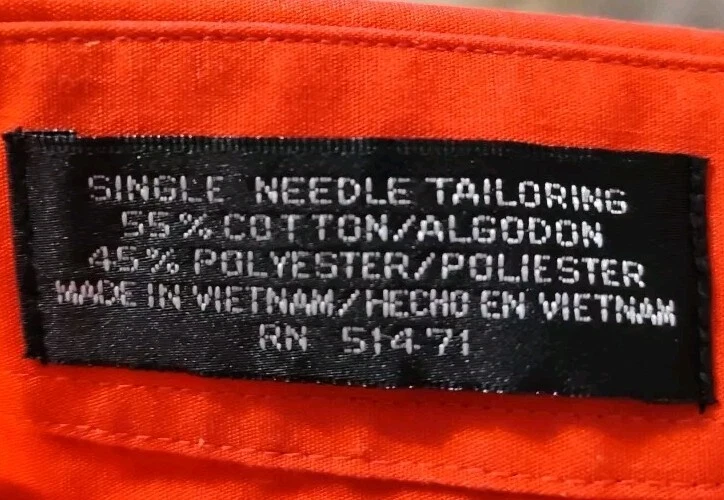 SINGLE NEEDLE TAILORING
55% COTTON/ALGODON
45% POLYESTER/POLIESTER
MADE IN VIETNAM/HECHO EN VIETNAM
RN 51471